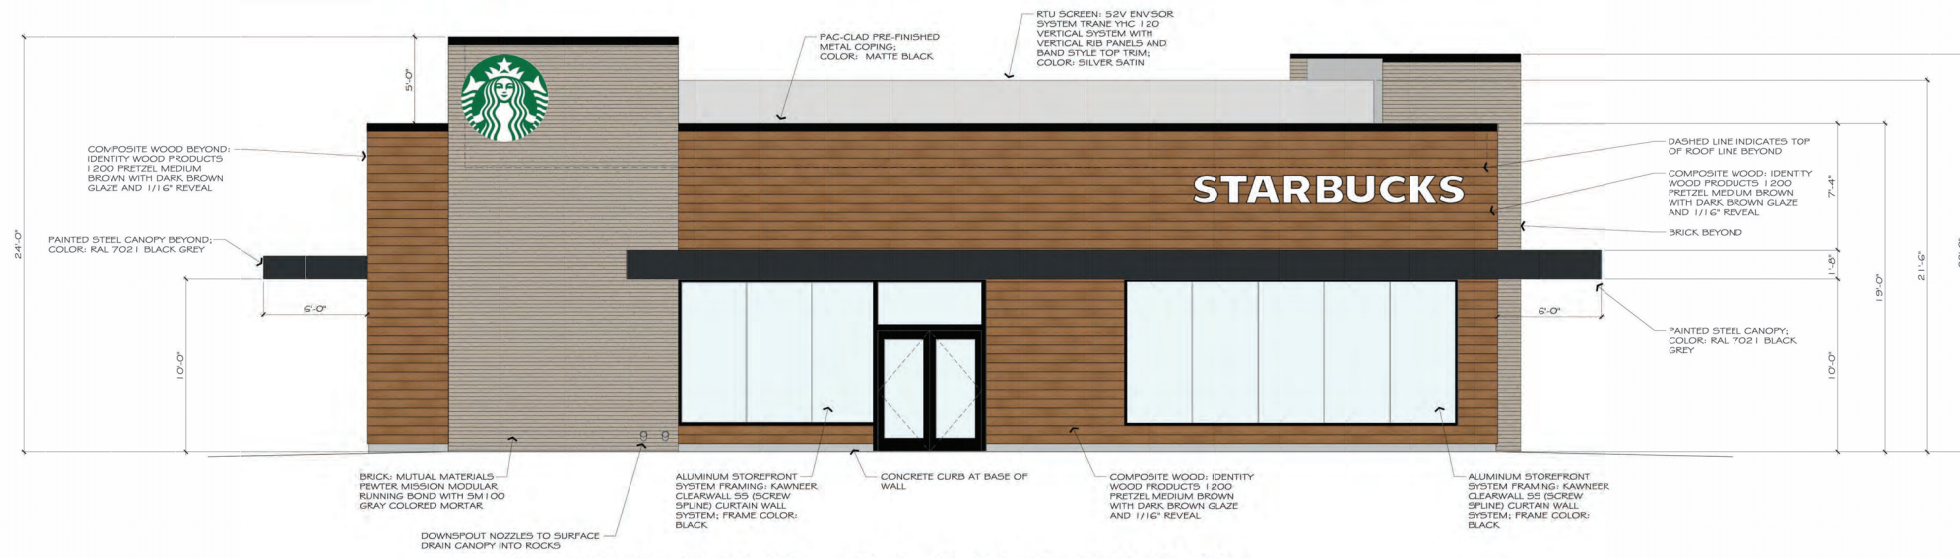 RTU SCREEN: 52V ENVSOR
SYSTEM TRANE YHC 120
VERTICAL SYSTEM WITH
VERTICAL RIB PANELS AND
BAND STYLE TOP TRIM;
COLOR: SILVER SATIN
PAC-CLAD PRE-FINISHED
METAL COPING;
COLOR: MATTE BLACK
5'-0"
COMPOSITE WOOD BEYOND:
IDENTITY WOOD PRODUCTS
1200 PRETZEL MEDIUM
BROWN WITH DARK BROWN
GLAZE AND 1/16" REVEAL
DASHED LINE INDICATES TOP
OF ROOF LINE BEYOND
COMPOSITE WOOD: IDENTITY
WOOD PRODUCTS 1200
PRETZEL MEDIUM BROWN
WITH DARK BROWN GLAZE
AND 1/16" REVEAL
7'-4"
STARBUCKS
BRICK BEYOND
24'-0"
PAINTED STEEL CANOPY BEYOND;
COLOR: RAL 7021 BLACK GREY
1'-8"
21'-6"
19'-0"
6'-0"
6'-0"
10'-0"
10'-0"
PAINTED STEEL CANOPY;
COLOR: RAL 7021 BLACK
GREY
BRICK: MUTUAL MATERIALS
PEWTER MISSION MODULAR
RUNNING BOND WITH SM100
GRAY COLORED MORTAR
ALUMINUM STOREFRONT
SYSTEM FRAMING: KAWNEER
CLEARWALL SS (SCREW
SPLINE) CURTAIN WALL
SYSTEM; FRAME COLOR:
BLACK
CONCRETE CURB AT BASE OF
WALL
COMPOSITE WOOD: IDENTITY
WOOD PRODUCTS 1200
PRETZEL MEDIUM BROWN
WITH DARK BROWN GLAZE
AND 1/16" REVEAL
ALUMINUM STOREFRONT
SYSTEM FRAMING: KAWNEER
CLEARWALL SS (SCREW
SPLINE) CURTAIN WALL
SYSTEM; FRAME COLOR:
BLACK
DOWNSPOUT NOZZLES TO SURFACE
DRAIN CANOPY INTO ROCKS